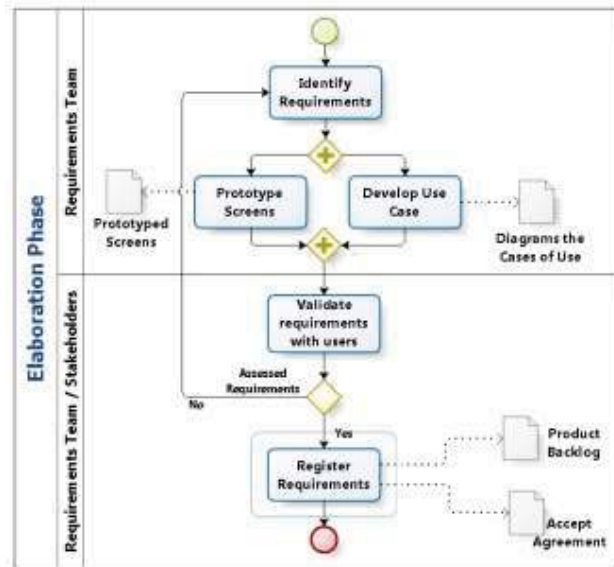 Elaboration Phase
Requirements Team
Identify
Requirements
Prototype
Screens
Develop Use
Case
Prototyped
Screens
Diagrams the
Cases of Use
Requirements Team / Stakeholders
Validate
requirements
with users
Assessed
Requirements
No
Yes
Register
Requirements
Product
Backlog
Accept
Agreement